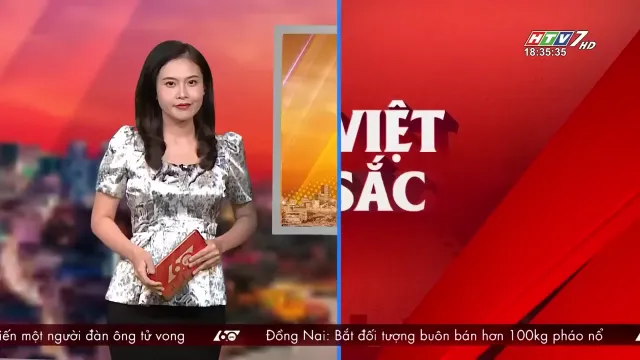 HTV7 HD
18:35:35
VIỆT
SẮC
iến một người đàn ông tử vong
Đồng Nai: Bắt đối tượng buôn bán hơn 100kg pháo nổ